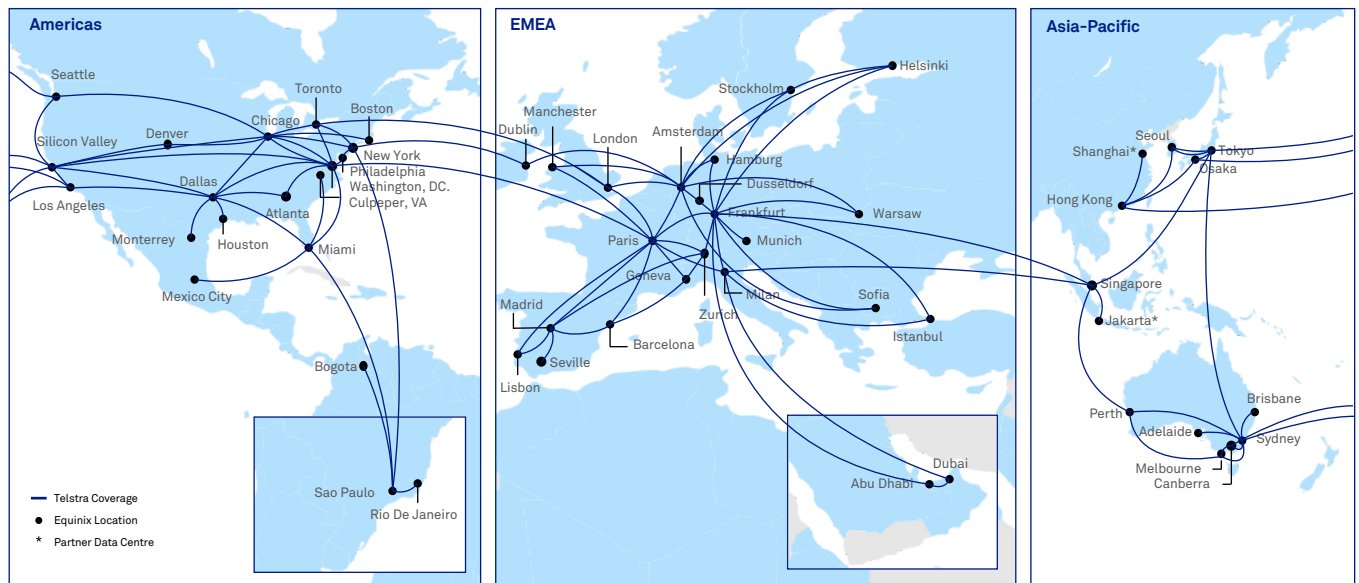 Americas
Seattle
Toronto
Boston
Chicago
Denver
Silicon Valley
New York
Philadelphia
Washington, DC.
Culpeper, VA
Dallas
Los Angeles
Atlanta
Monterrey
Houston
Miami
Mexico City
Bogota
Sao Paulo
Rio De Janeiro
Telstra Coverage
Equinix Location
* Partner Data Centre
EMEA
Helsinki
Stockholm
Manchester
Dublin
London
Amsterdam
Hamburg
Dusseldorf
Frankfurt
Warsaw
Paris
Munich
Geneva
Milan
Sofia
Madrid
Zurich
Istanbul
Barcelona
Seville
Lisbon
Dubai
Abu Dhabi
Asia-Pacific
Seoul
Shanghai*
Tokyo
Osaka
Hong Kong
Singapore
Jakarta*
Brisbane
Perth
Adelaide
Sydney
Melbourne
Canberra